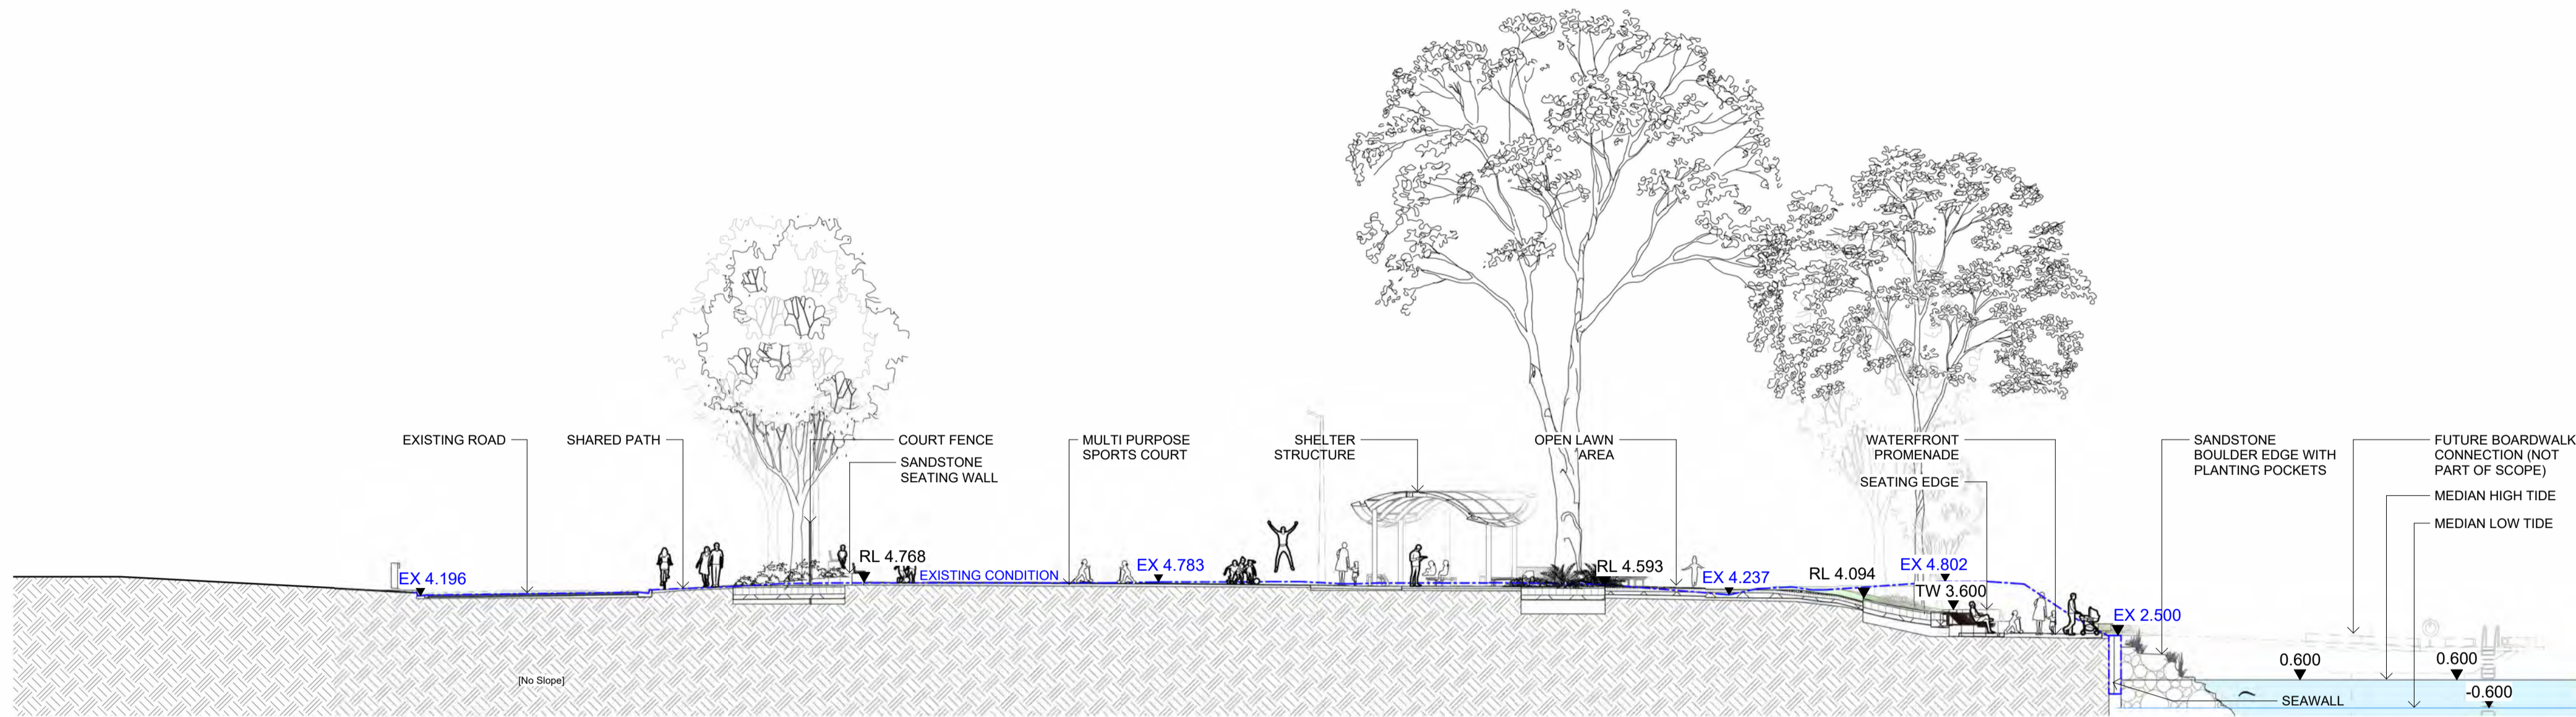 EXISTING ROAD
SHARED PATH
COURT FENCE
SANDSTONE
SEATING WALL
MULTI PURPOSE
SPORTS COURT
SHELTER
STRUCTURE
OPEN LAWN
AREA
WATERFRONT
PROMENADE
SEATING EDGE
SANDSTONE
BOULDER EDGE WITH
PLANTING POCKETS
FUTURE BOARDWALK
CONNECTION (NOT
PART OF SCOPE)
MEDIAN HIGH TIDE
MEDIAN LOW TIDE
EX 4.196
RL 4.768
EXISTING CONDITION
EX 4.783
RL 4.593
EX 4.237
RL 4.094
EX 4.802
TW 3.600
EX 2.500
0.600
0.600
-0.600
SEAWALL
[No Slope]